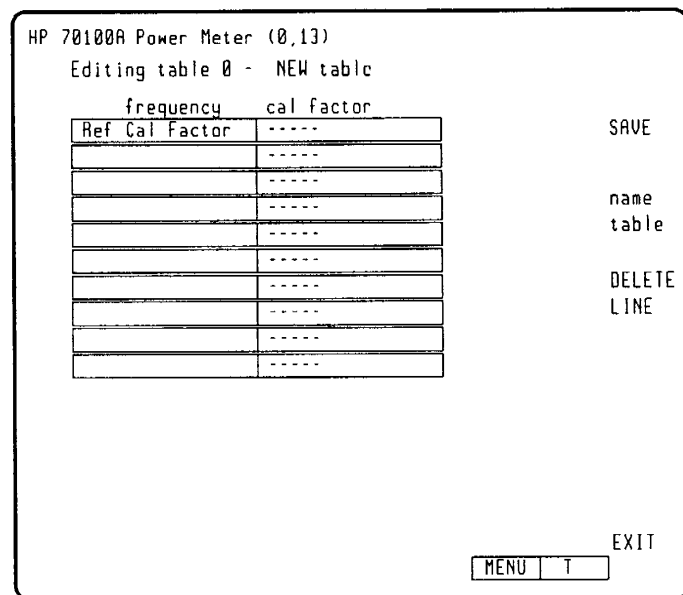 HP 70100A Power Meter (0,13)
Editing table 0 - NEW table
frequency cal factor
Ref Cal Factor -----
-----
-----
-----
-----
-----
-----
-----
-----
-----
SAVE
name
table
DELETE
LINE
EXIT
MENU T